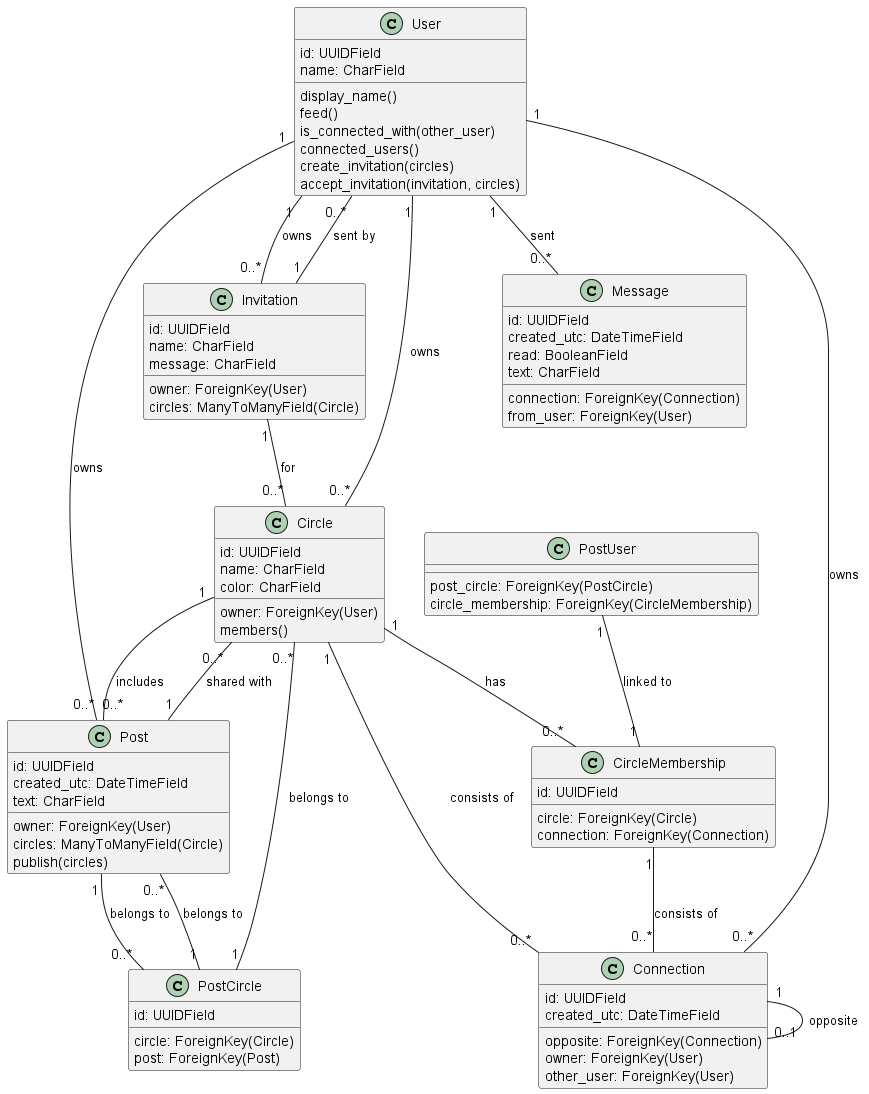 C User
id: UUIDField
name: CharField
display_name()
feed()
is_connected_with(other_user)
connected_users()
create_invitation(circles)
accept_invitation(invitation, circles)
1
1
1
0..*
1
1
owns
sent by
sent
0..*
1
0..*
C Invitation
id: UUIDField
name: CharField
message: CharField
owner: ForeignKey(User)
circles: ManyToManyField(Circle)
C Message
id: UUIDField
created_utc: DateTimeField
read: BooleanField
text: CharField
connection: ForeignKey(Connection)
from_user: ForeignKey(User)
owns
1
owns
for
0..*
0..*
owns
C Circle
id: UUIDField
name: CharField
color: CharField
owner: ForeignKey(User)
members()
C PostUser
post_circle: ForeignKey(PostCircle)
circle_membership: ForeignKey(CircleMembership)
1
1
1
0..*
0..*
1
includes
shared with
has
linked to
0..*
0..*
1
0..*
1
C Post
id: UUIDField
created_utc: DateTimeField
text: CharField
owner: ForeignKey(User)
circles: ManyToManyField(Circle)
publish(circles)
C CircleMembership
id: UUIDField
circle: ForeignKey(Circle)
connection: ForeignKey(Connection)
belongs to
consists of
1
0..*
1
belongs to
belongs to
consists of
0..*
1
1
0..*
0..*
0..*
C PostCircle
id: UUIDField
circle: ForeignKey(Circle)
post: ForeignKey(Post)
C Connection
id: UUIDField
created_utc: DateTimeField
opposite: ForeignKey(Connection)
owner: ForeignKey(User)
other_user: ForeignKey(User)
1
opposite
0..1